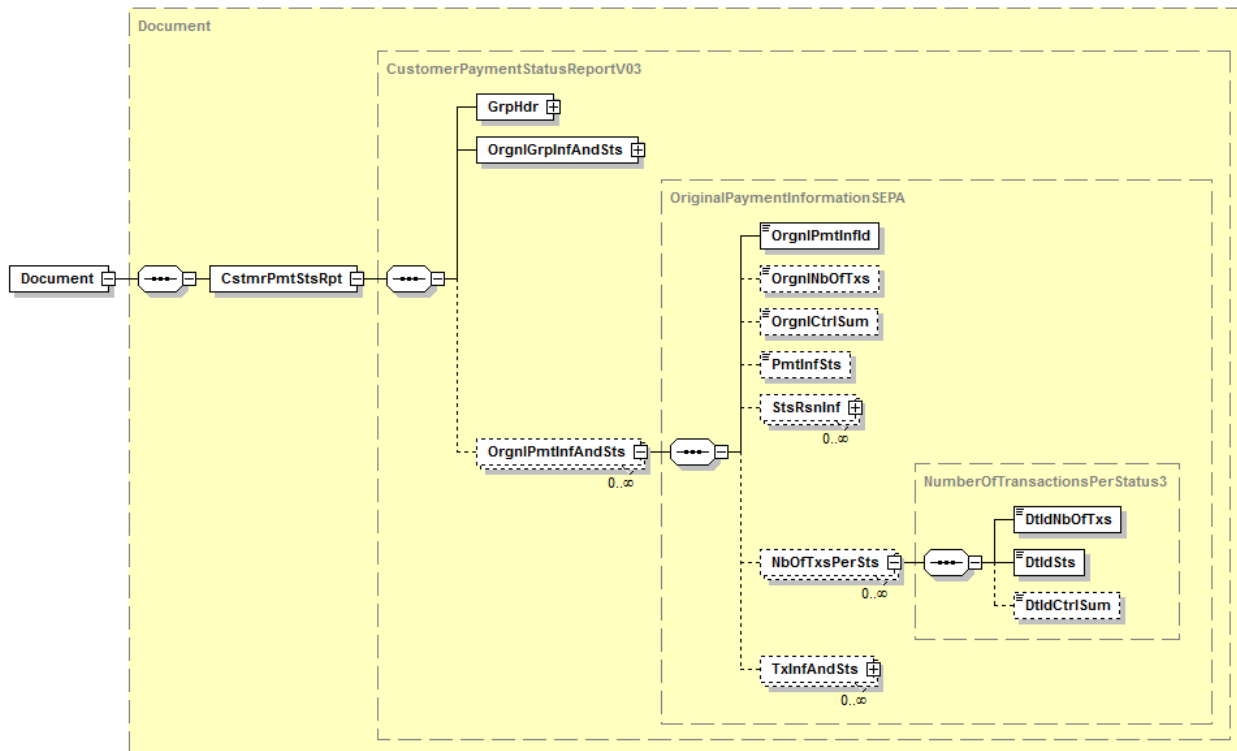 Document
CustomerPaymentStatusReportV03
GrpHdr
OrgnlGrpInfAndSts
OriginalPaymentInformationSEPA
OrgnlPmtInfId
Document
CstmrPmtStsRpt
OrgnlNbOfTxs
OrgnlCtrlSum
PmtInfSts
StsRsnInf
0..∞
OrgnlPmtInfAndSts
0..∞
NumberOfTransactionsPerStatus3
DtldNbOfTxs
NbOfTxsPerSts
0..∞
DtldSts
DtldCtrlSum
TxInfAndSts
0..∞